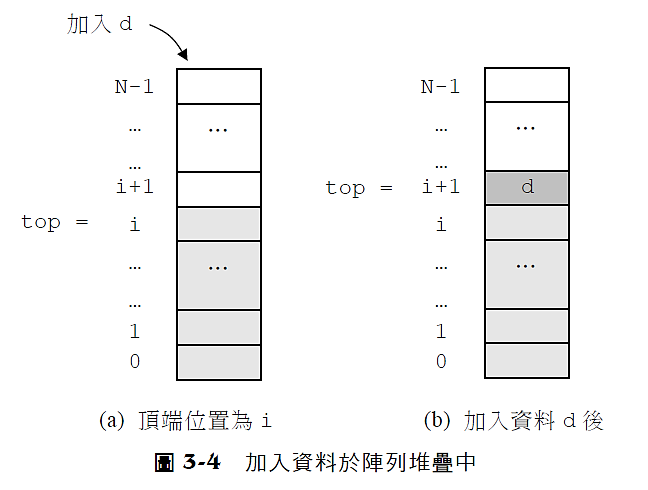 加入 d
N-1
…
…
…
i+1
top = i
…
…
…
1
0
(a) 頂端位置為 i
N-1
…
…
…
top = i+1 d
i
…
…
…
1
0
(b) 加入資料 d 後
圖 3-4 加入資料於陣列堆疊中